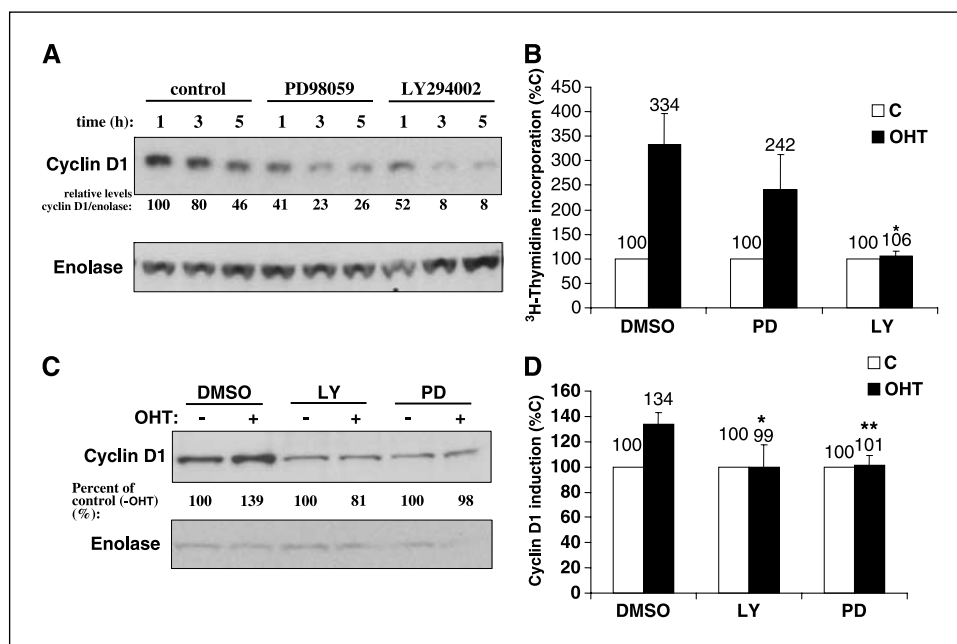 A
control PD98059 LY294002
time (h): 1 3 5 1 3 5 1 3 5
Cyclin D1
relative levels
cyclin D1/enolase: 100 80 46 41 23 26 52 8 8
Enolase
B
³H-Thymidine incorporation (%C)
C
OHT
450
400
350
300
250
200
150
100
50
0
100 334 100 242 100 106 *
DMSO PD LY
C
DMSO LY PD
OHT: - + - + - +
Cyclin D1
Percent of
control (-OHT)
(%): 100 139 100 81 100 98
Enolase
D
Cyclin D1 induction (%C)
C
OHT
160
140
120
100
80
60
40
20
0
100 134 100 * 99 100 ** 101
DMSO LY PD